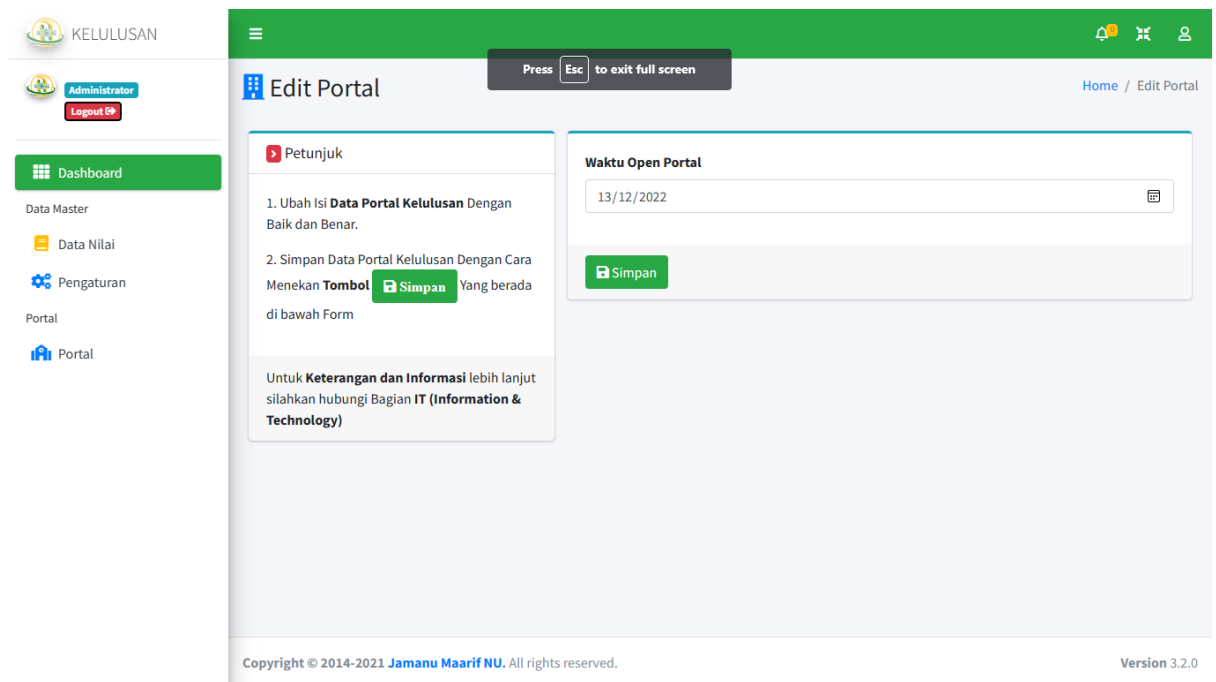 KELULUSAN
0
Press Esc to exit full screen
Administrator
Logout
Edit Portal
Home / Edit Portal
Dashboard
Data Master
Data Nilai
Pengaturan
Portal
Portal
Petunjuk
1. Ubah Isi Data Portal Kelulusan Dengan
Baik dan Benar.
2. Simpan Data Portal Kelulusan Dengan Cara
Menekan Tombol Simpan Yang berada
di bawah Form
Untuk Keterangan dan Informasi lebih lanjut
silahkan hubungi Bagian IT (Information &
Technology)
Waktu Open Portal
13/12/2022
Simpan
Copyright © 2014-2021 Jamanu Maarif NU. All rights reserved.
Version 3.2.0